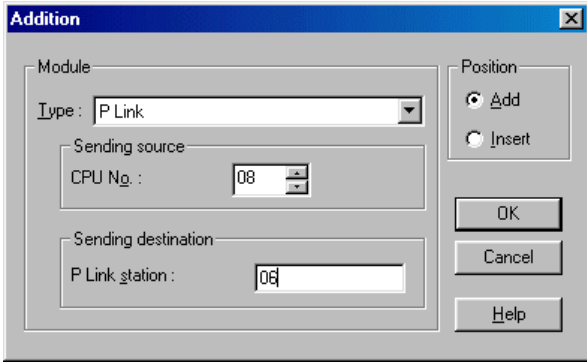 Addition
Module
Type : P Link
Sending source
CPU No. : 08
Sending destination
P Link station : 06
Position
Add
Insert
OK
Cancel
Help